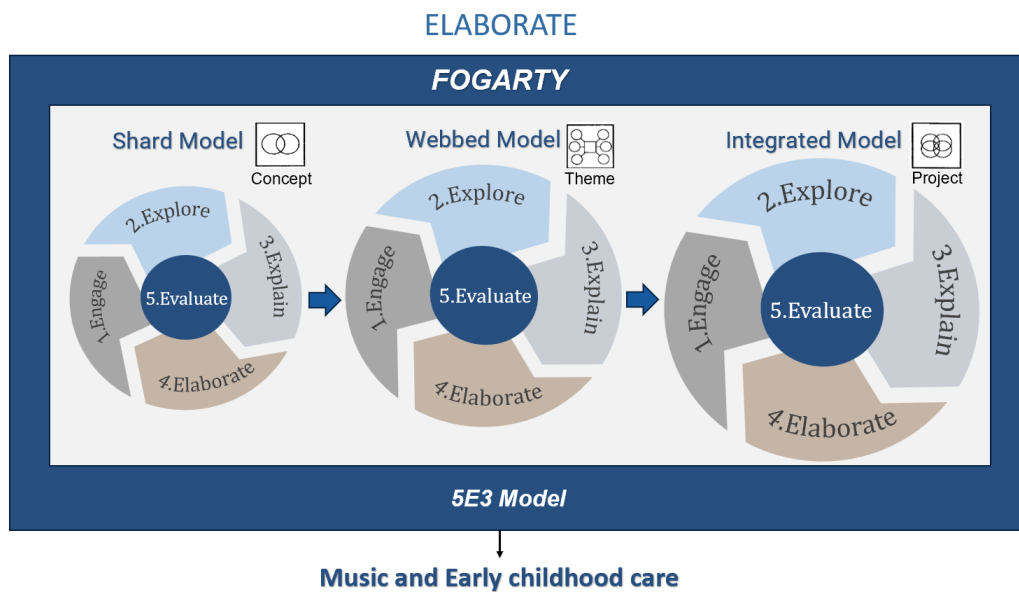 ELABORATE
FOGARTY
Shard Model
Concept
1.Engage
2.Explore
3.Explain
4.Elaborate
5.Evaluate
Webbed Model
Theme
1.Engage
2.Explore
3.Explain
4.Elaborate
5.Evaluate
Integrated Model
Project
1.Engage
2.Explore
3.Explain
4.Elaborate
5.Evaluate
5E3 Model
Music and Early childhood care